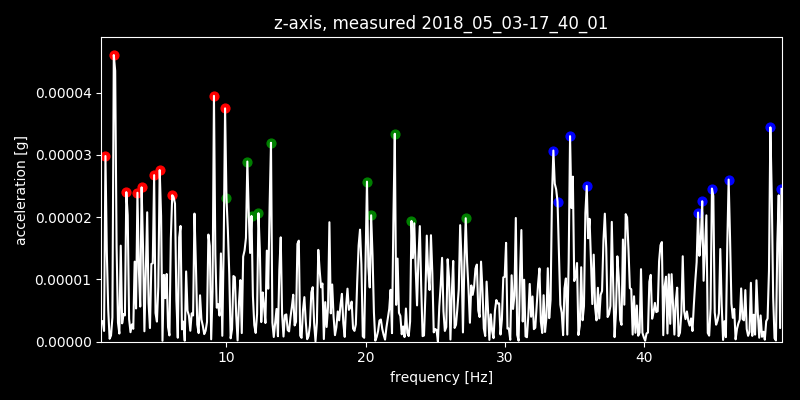 z-axis, measured 2018_05_03-17_40_01
acceleration [g]
0.00004
0.00003
0.00002
0.00001
0.00000
10 20 30 40
frequency [Hz]